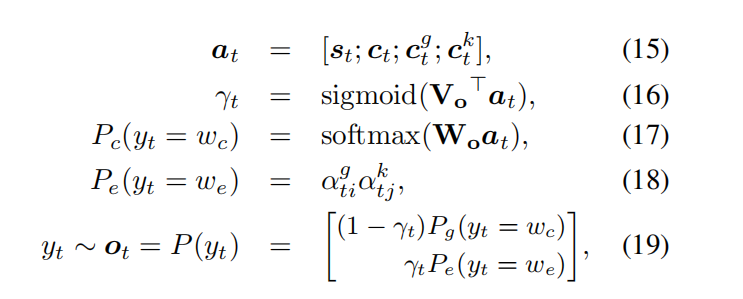 a_t = [s_t; c_t; c_t^g; c_t^k], (15)
γ_t = sigmoid(V_o^⊤ a_t), (16)
P_c(y_t = w_c) = softmax(W_o a_t), (17)
P_e(y_t = w_e) = α_{ti}^g α_{tj}^k, (18)
y_t ∼ o_t = P(y_t) = [(1 − γ_t)P_g(y_t = w_c) γ_t P_e(y_t = w_e)], (19)